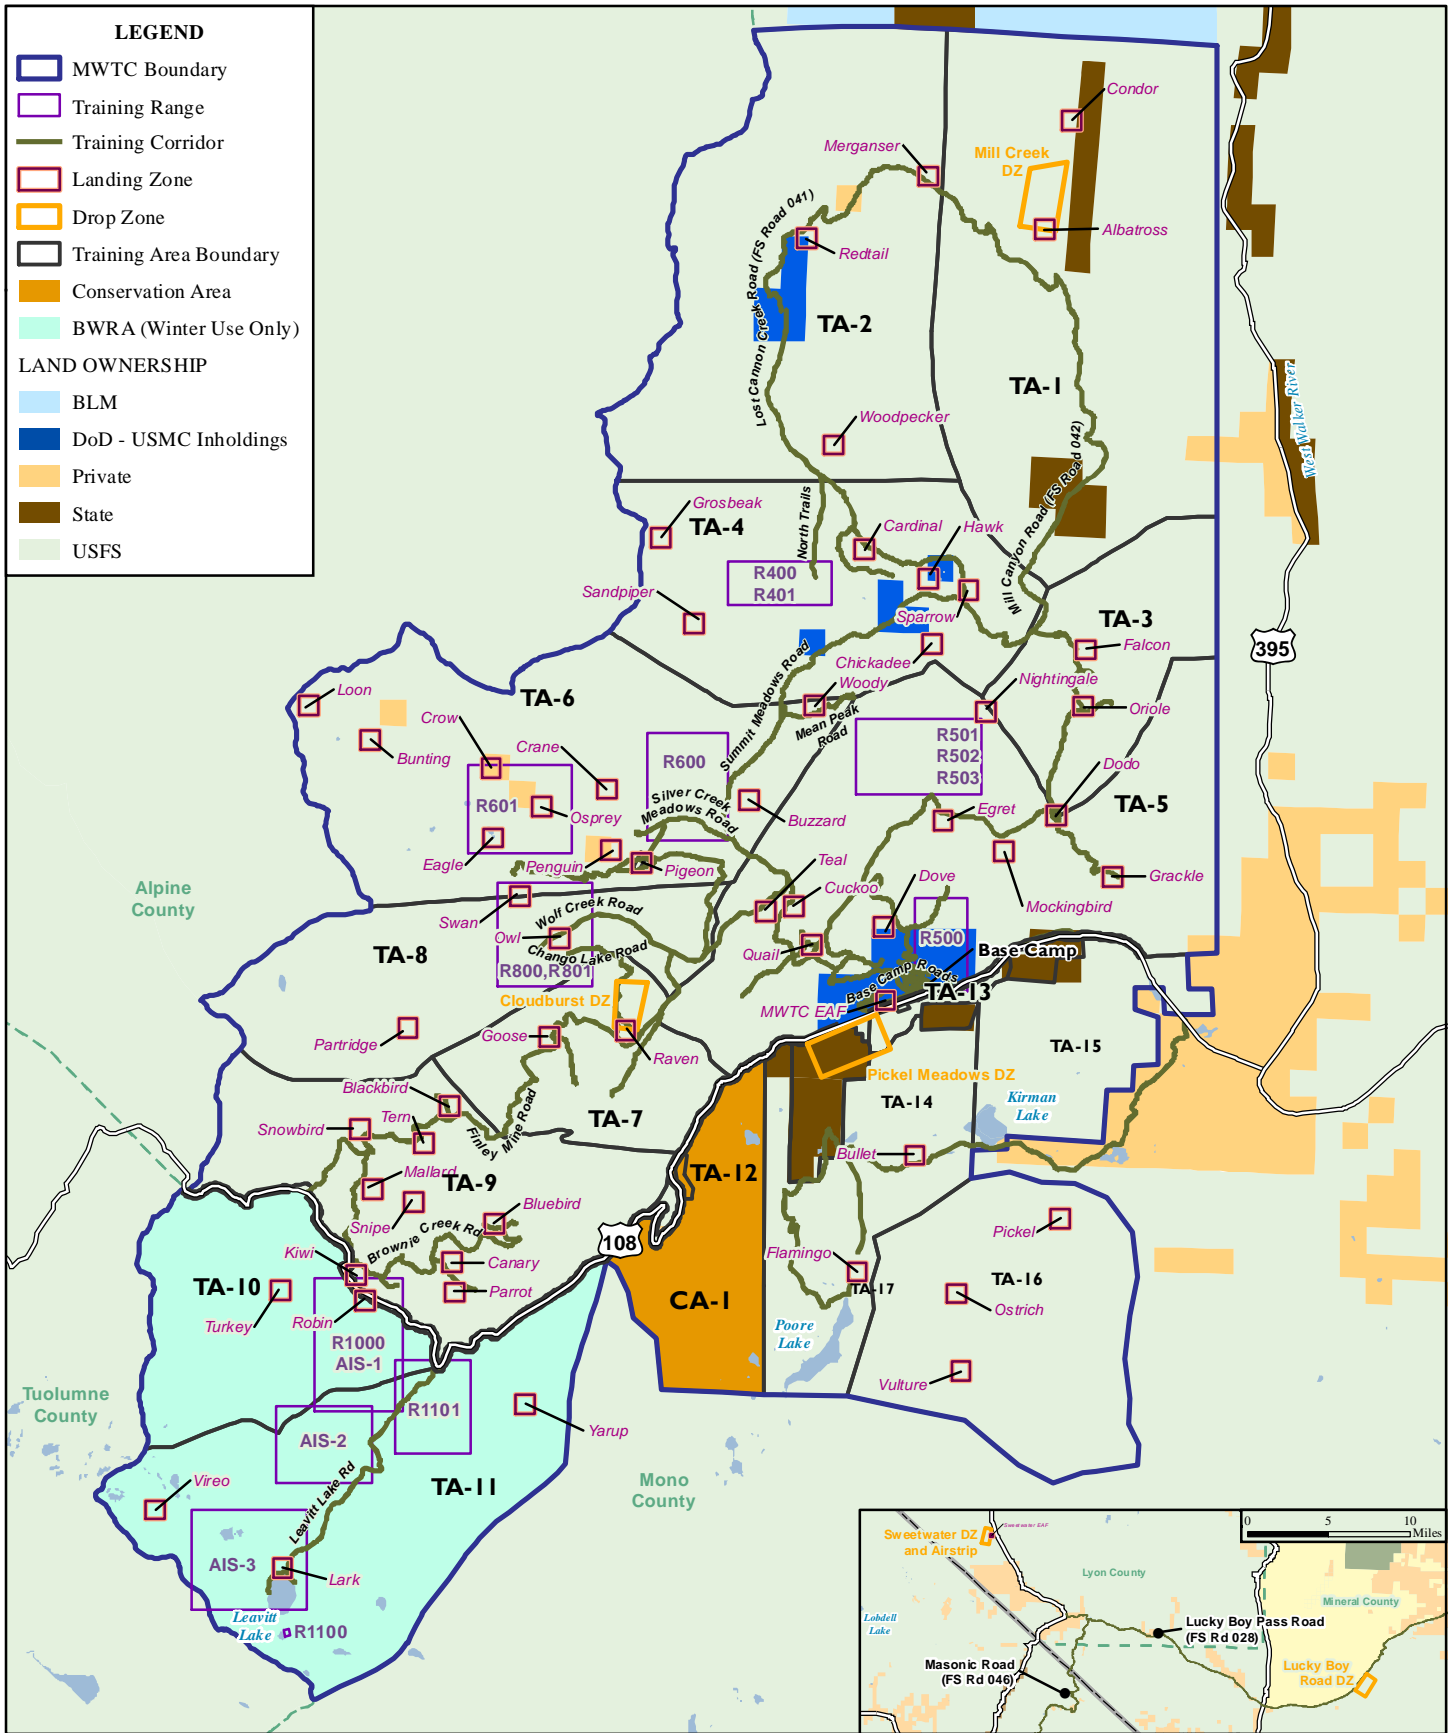 LEGEND
MWTC Boundary
Training Range
Training Corridor
Landing Zone
Drop Zone
Training Area Boundary
Conservation Area
BWRA (Winter Use Only)
LAND OWNERSHIP
BLM
DoD - USMC Inholdings
Private
State
USFS
Condor
Merganser
Mill Creek
DZ
Albatross
Redtail
Lost Cannon Creek Road (FS Road 041)
TA-2
TA-1
West Walker River
Woodpecker
Mill Canyon Road (FS Road 042)
Grosbeak
TA-4
North Trails
Cardinal
Hawk
R400
R401
Sandpiper
Sparrow
TA-3
Falcon
395
Chickadee
Summit Meadows Road
Woody
Nightingale
Oriole
Mean Peak
Road
Loon
TA-6
Crow
Bunting
Crane
R501
R502
R503
R600
Dodo
TA-5
R601
Osprey
Silver Creek
Meadows Road
Buzzard
Egret
Eagle
Penguin
Pigeon
Teal
Mockingbird
Grackle
Alpine
County
Cuckoo
Dove
Swan
Wolf Creek Road
Owl
Chango Lake Road
Quail
R500
Base Camp
TA-8
R800,R801
Base Camp Roads
TA-13
Cloudburst DZ
MWTC EAF
Partridge
Goose
Raven
TA-15
Pickel Meadows DZ
Blackbird
Finley Mine Road
TA-7
TA-14
Kirman
Lake
Snowbird
Tern
Bullet
Mallard
TA-9
TA-12
Snipe
Bluebird
Pickel
Brownie Creek Rd
108
Kiwi
Canary
Flamingo
TA-10
Parrot
TA-16
TA-17
Turkey
Robin
CA-1
Ostrich
R1000
AIS-1
Poore
Lake
Vulture
Tuolumne
County
R1101
AIS-2
Yarup
Leavitt Lake Rd
TA-11
Vireo
Mono
County
AIS-3
Lark
Leavitt
Lake
R1100
0 5 10
Miles
Sweetwater DZ
and Airstrip
Sweetwater EAF
Lyon County
Mineral County
Lobdell
Lake
Lucky Boy Pass Road
(FS Rd 028)
Masonic Road
(FS Rd 046)
Lucky Boy
Road DZ